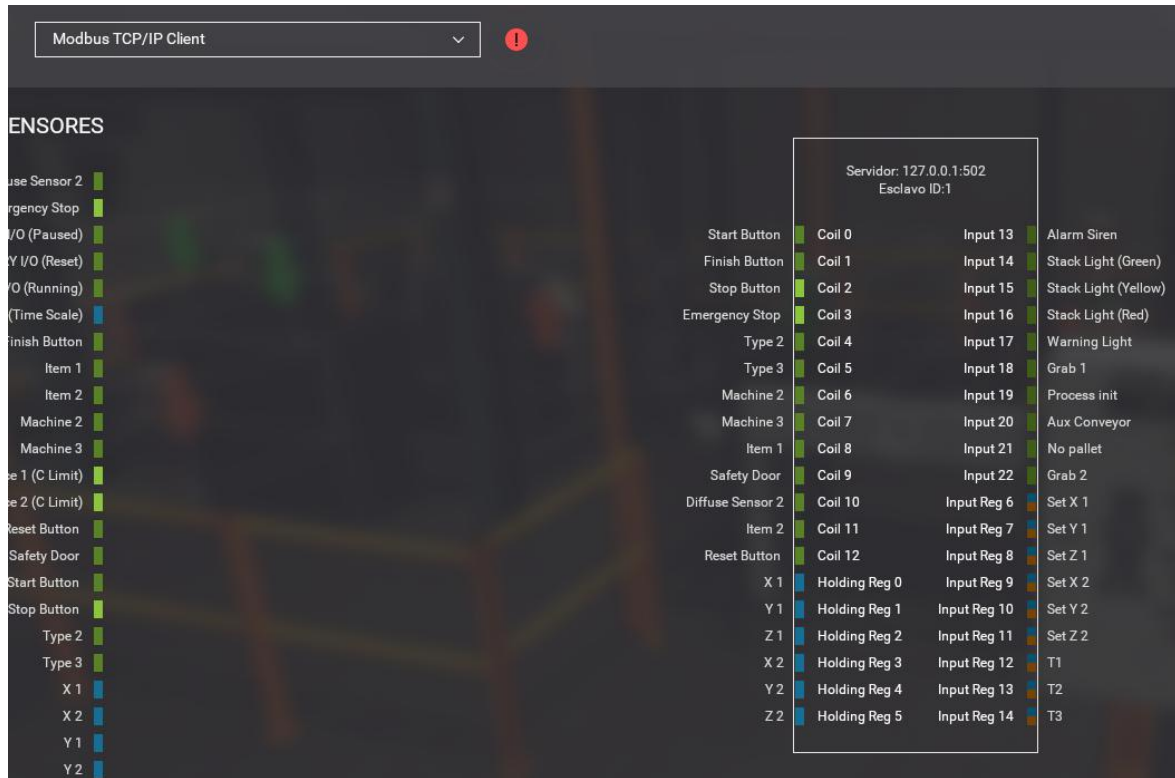 Modbus TCP/IP Client
!
ENSORES
use Sensor 2
rgency Stop
I/O (Paused)
RY I/O (Reset)
/O (Running)
(Time Scale)
Finish Button
Item 1
Item 2
Machine 2
Machine 3
ce 1 (C Limit)
ce 2 (C Limit)
Reset Button
Safety Door
Start Button
Stop Button
Type 2
Type 3
X 1
X 2
Y 1
Y 2
Servidor: 127.0.0.1:502
Esclavo ID:1
Start Button Coil 0 Input 13 Alarm Siren
Finish Button Coil 1 Input 14 Stack Light (Green)
Stop Button Coil 2 Input 15 Stack Light (Yellow)
Emergency Stop Coil 3 Input 16 Stack Light (Red)
Type 2 Coil 4 Input 17 Warning Light
Type 3 Coil 5 Input 18 Grab 1
Machine 2 Coil 6 Input 19 Process init
Machine 3 Coil 7 Input 20 Aux Conveyor
Item 1 Coil 8 Input 21 No pallet
Safety Door Coil 9 Input 22 Grab 2
Diffuse Sensor 2 Coil 10 Input Reg 6 Set X 1
Item 2 Coil 11 Input Reg 7 Set Y 1
Reset Button Coil 12 Input Reg 8 Set Z 1
X 1 Holding Reg 0 Input Reg 9 Set X 2
Y 1 Holding Reg 1 Input Reg 10 Set Y 2
Z 1 Holding Reg 2 Input Reg 11 Set Z 2
X 2 Holding Reg 3 Input Reg 12 T1
Y 2 Holding Reg 4 Input Reg 13 T2
Z 2 Holding Reg 5 Input Reg 14 T3